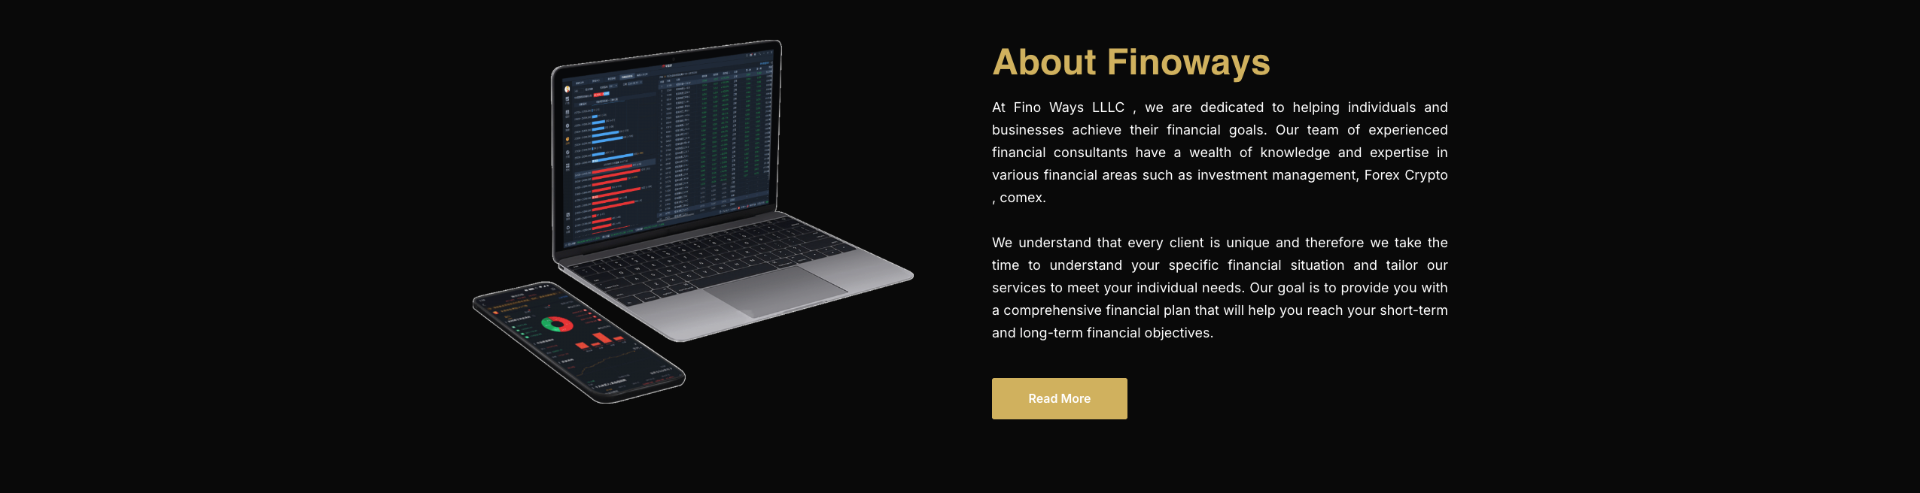 About Finoways
At Fino Ways LLLC , we are dedicated to helping individuals and
businesses achieve their financial goals. Our team of experienced
financial consultants have a wealth of knowledge and expertise in
various financial areas such as investment management, Forex Crypto
, comex.
We understand that every client is unique and therefore we take the
time to understand your specific financial situation and tailor our
services to meet your individual needs. Our goal is to provide you with
a comprehensive financial plan that will help you reach your short-term
and long-term financial objectives.
Read More